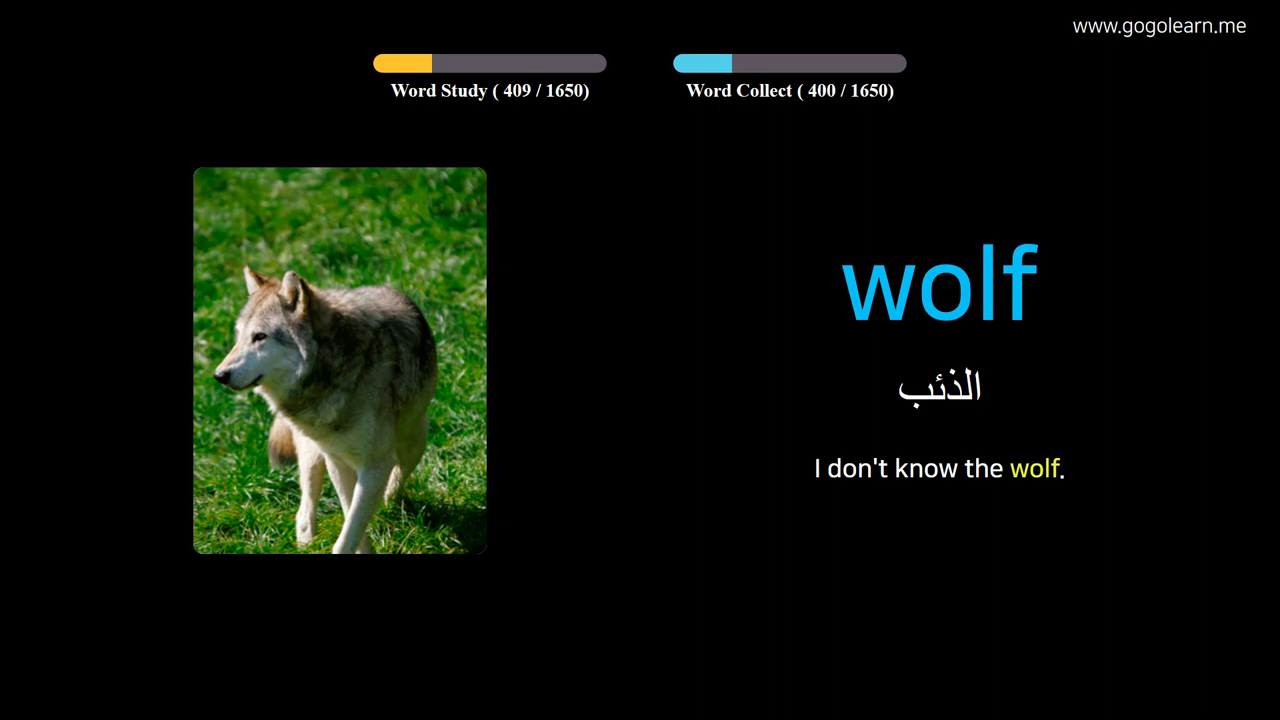 www.gogolearn.me
Word Study ( 409 / 1650)
Word Collect ( 400 / 1650)
wolf
الذئب
I don't know the wolf.